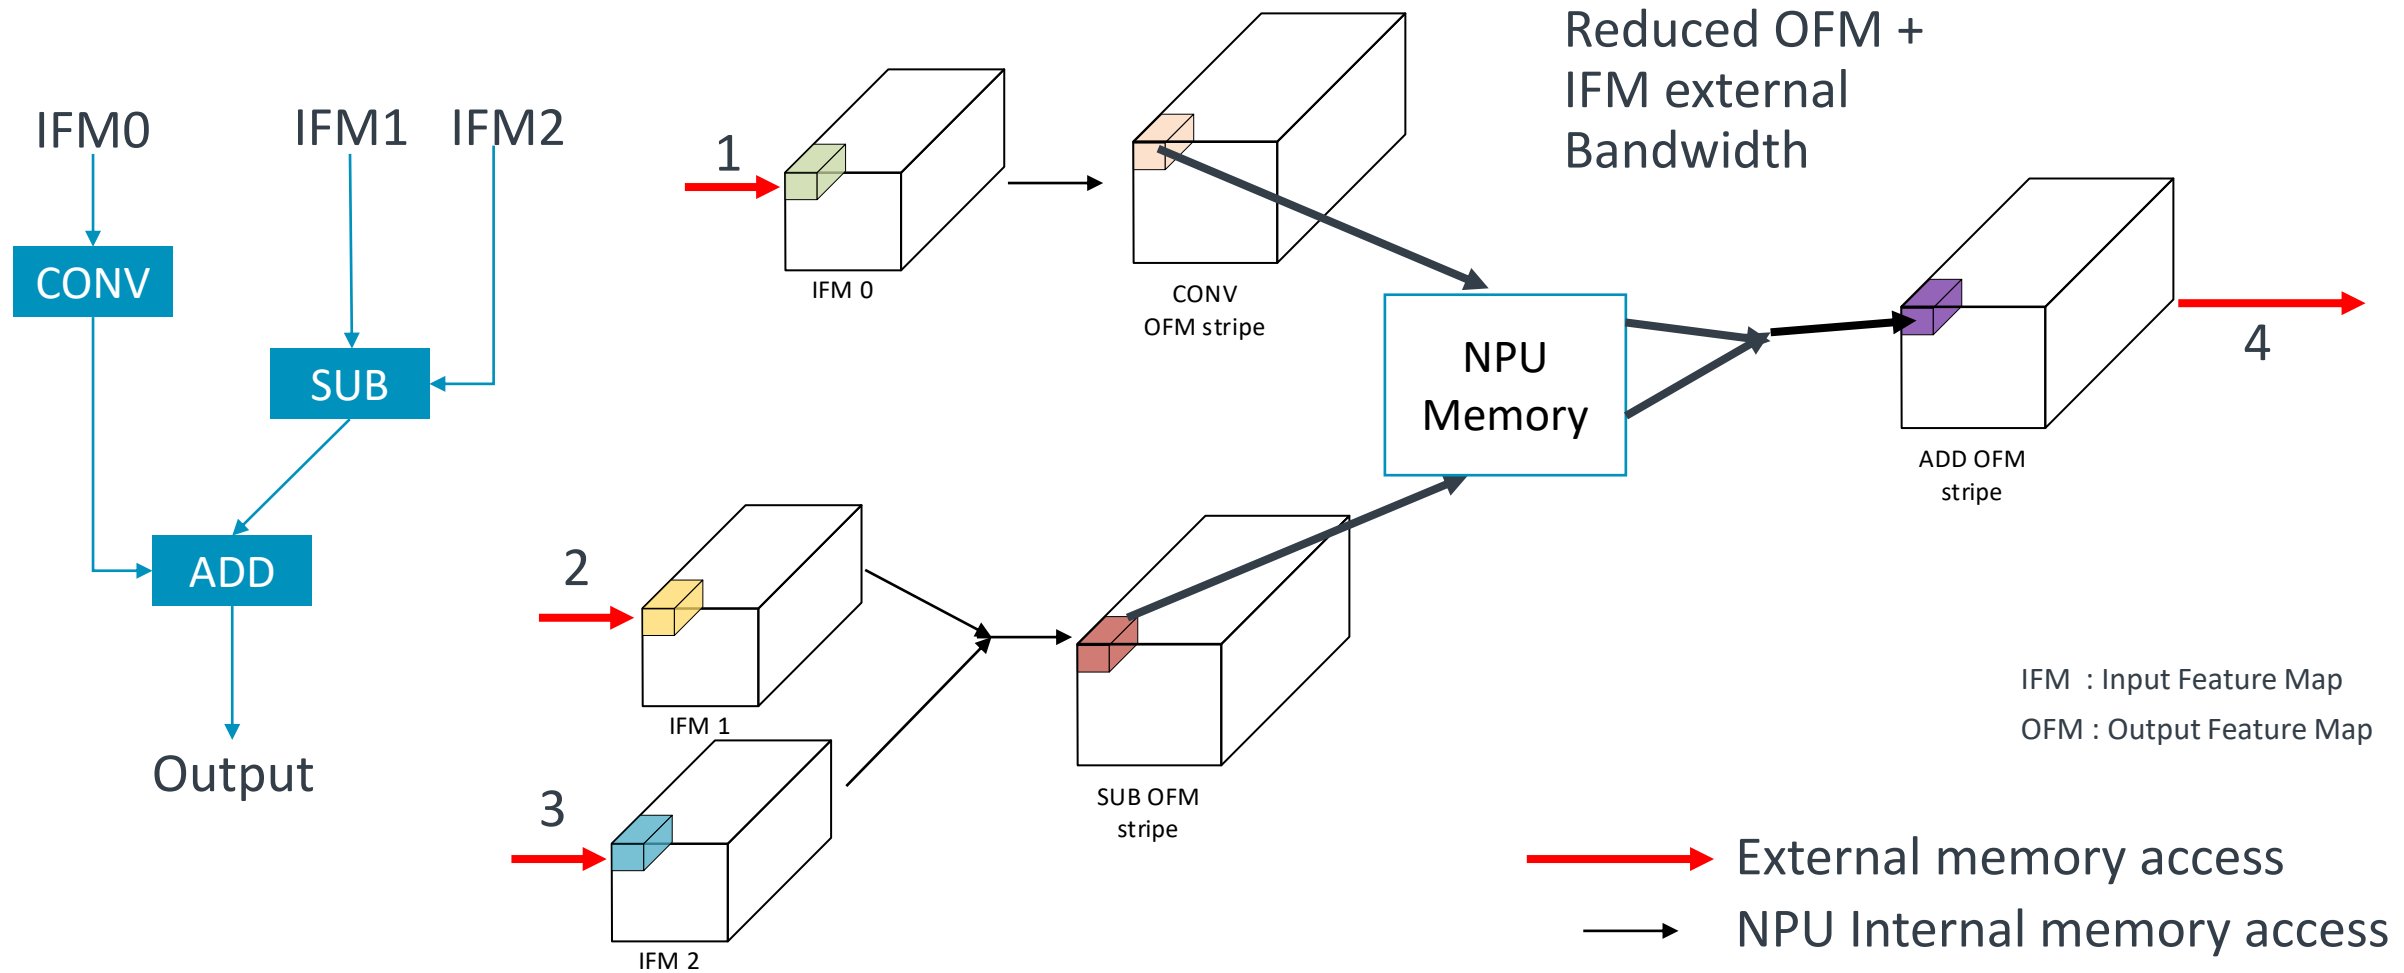 IFM0
IFM1
IFM2
CONV
SUB
ADD
Output
1
IFM 0
CONV
OFM stripe
Reduced OFM +
IFM external
Bandwidth
NPU
Memory
2
IFM 1
3
IFM 2
SUB OFM
stripe
ADD OFM
stripe
4
IFM : Input Feature Map
OFM : Output Feature Map
External memory access
NPU Internal memory access